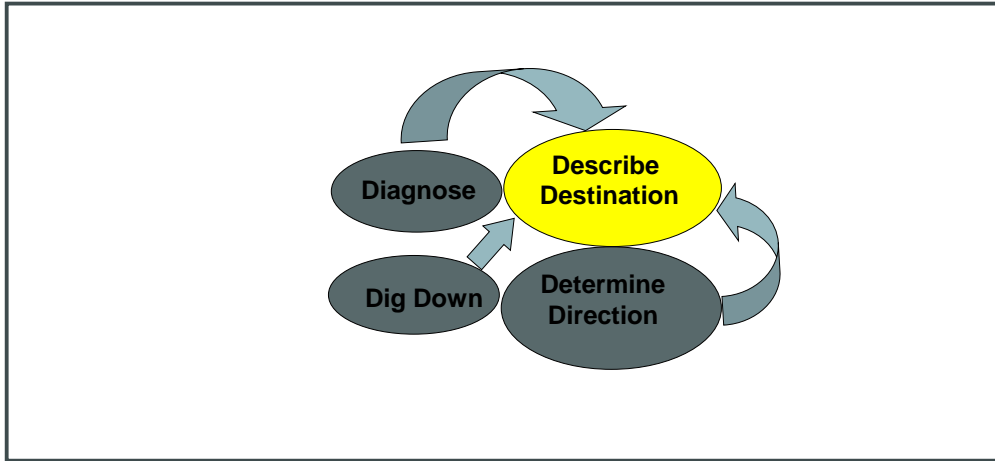 Describe
Destination
Diagnose
Dig Down
Determine
Direction